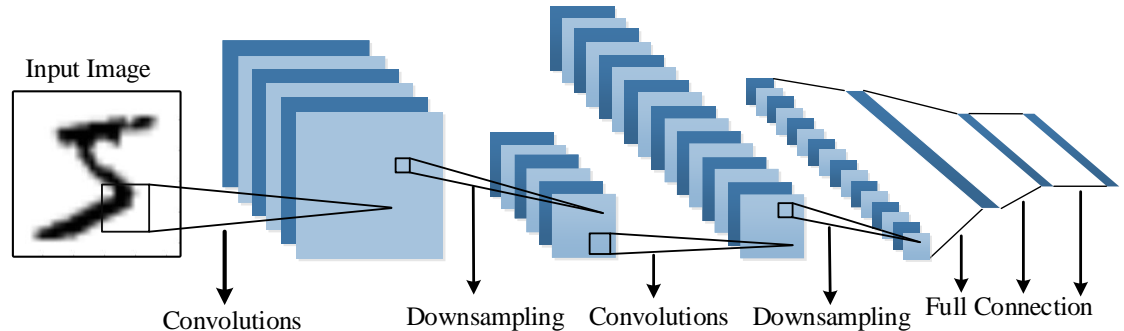 Input Image
Convolutions
Downsampling
Convolutions
Downsampling
Full Connection